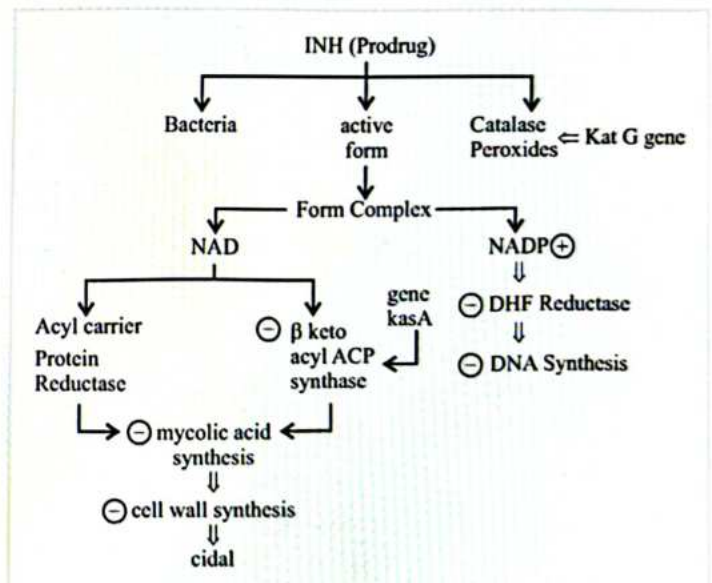 INH (Prodrug)
Bacteria
active
form
Catalase
Peroxides ⇐ Kat G gene
Form Complex
NAD
NADP⊕
Acyl carrier
Protein
Reductase
⊖ β keto
acyl ACP
synthase
gene
kasA
⊖ DHF Reductase
⊖ DNA Synthesis
⊖ mycolic acid
synthesis
⊖ cell wall synthesis
cidal